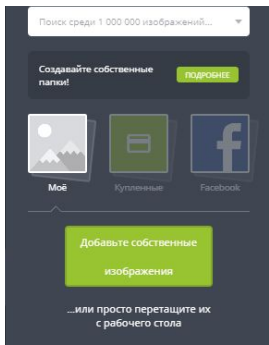 Поиск среди 1 000 000 изображений...
Создавайте собственные
папки!
ПОДРОБНЕЕ
Моё
Купленные
Facebook
Добавьте собственные
изображения
...или просто перетащите их
с рабочего стола